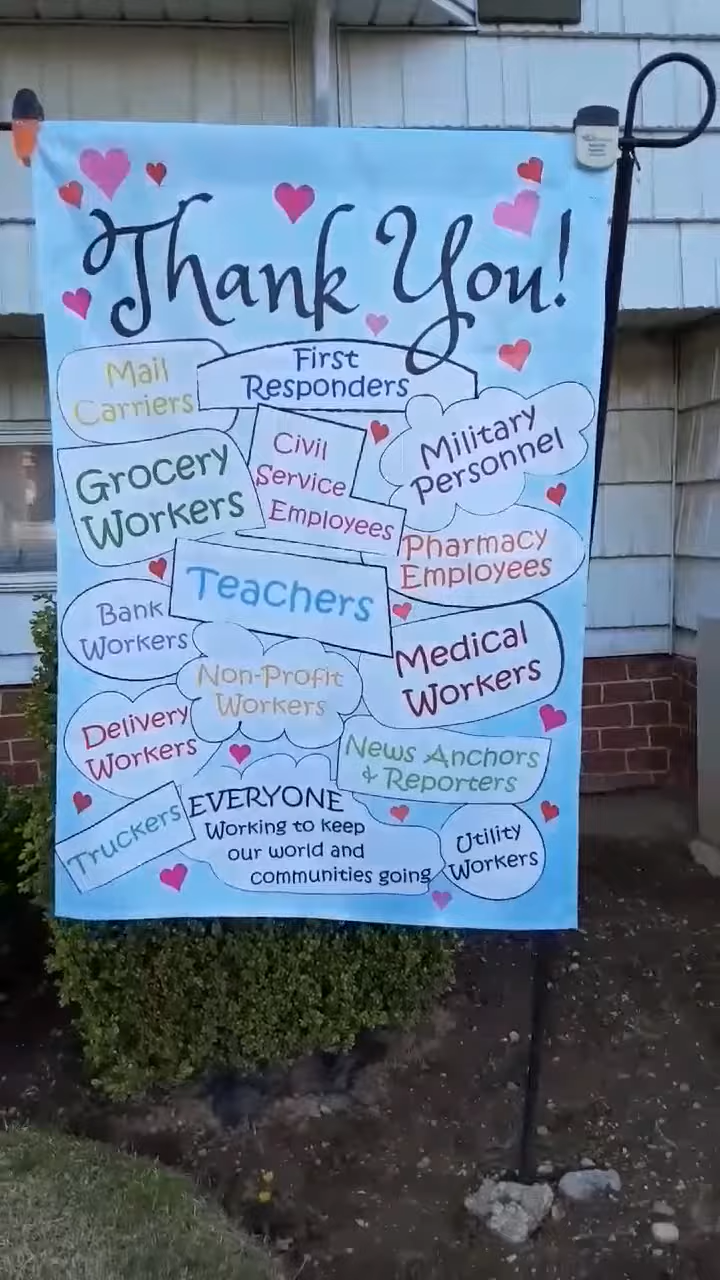 Thank You!
Mail
Carriers
First
Responders
Military
Personnel
Civil
Service
Employees
Grocery
Workers
Pharmacy
Employees
Teachers
Bank
Workers
Medical
Workers
Non-Profit
Workers
Delivery
Workers
News Anchors
& Reporters
Truckers
EVERYONE
Working to keep
our world and
communities going
Utility
Workers